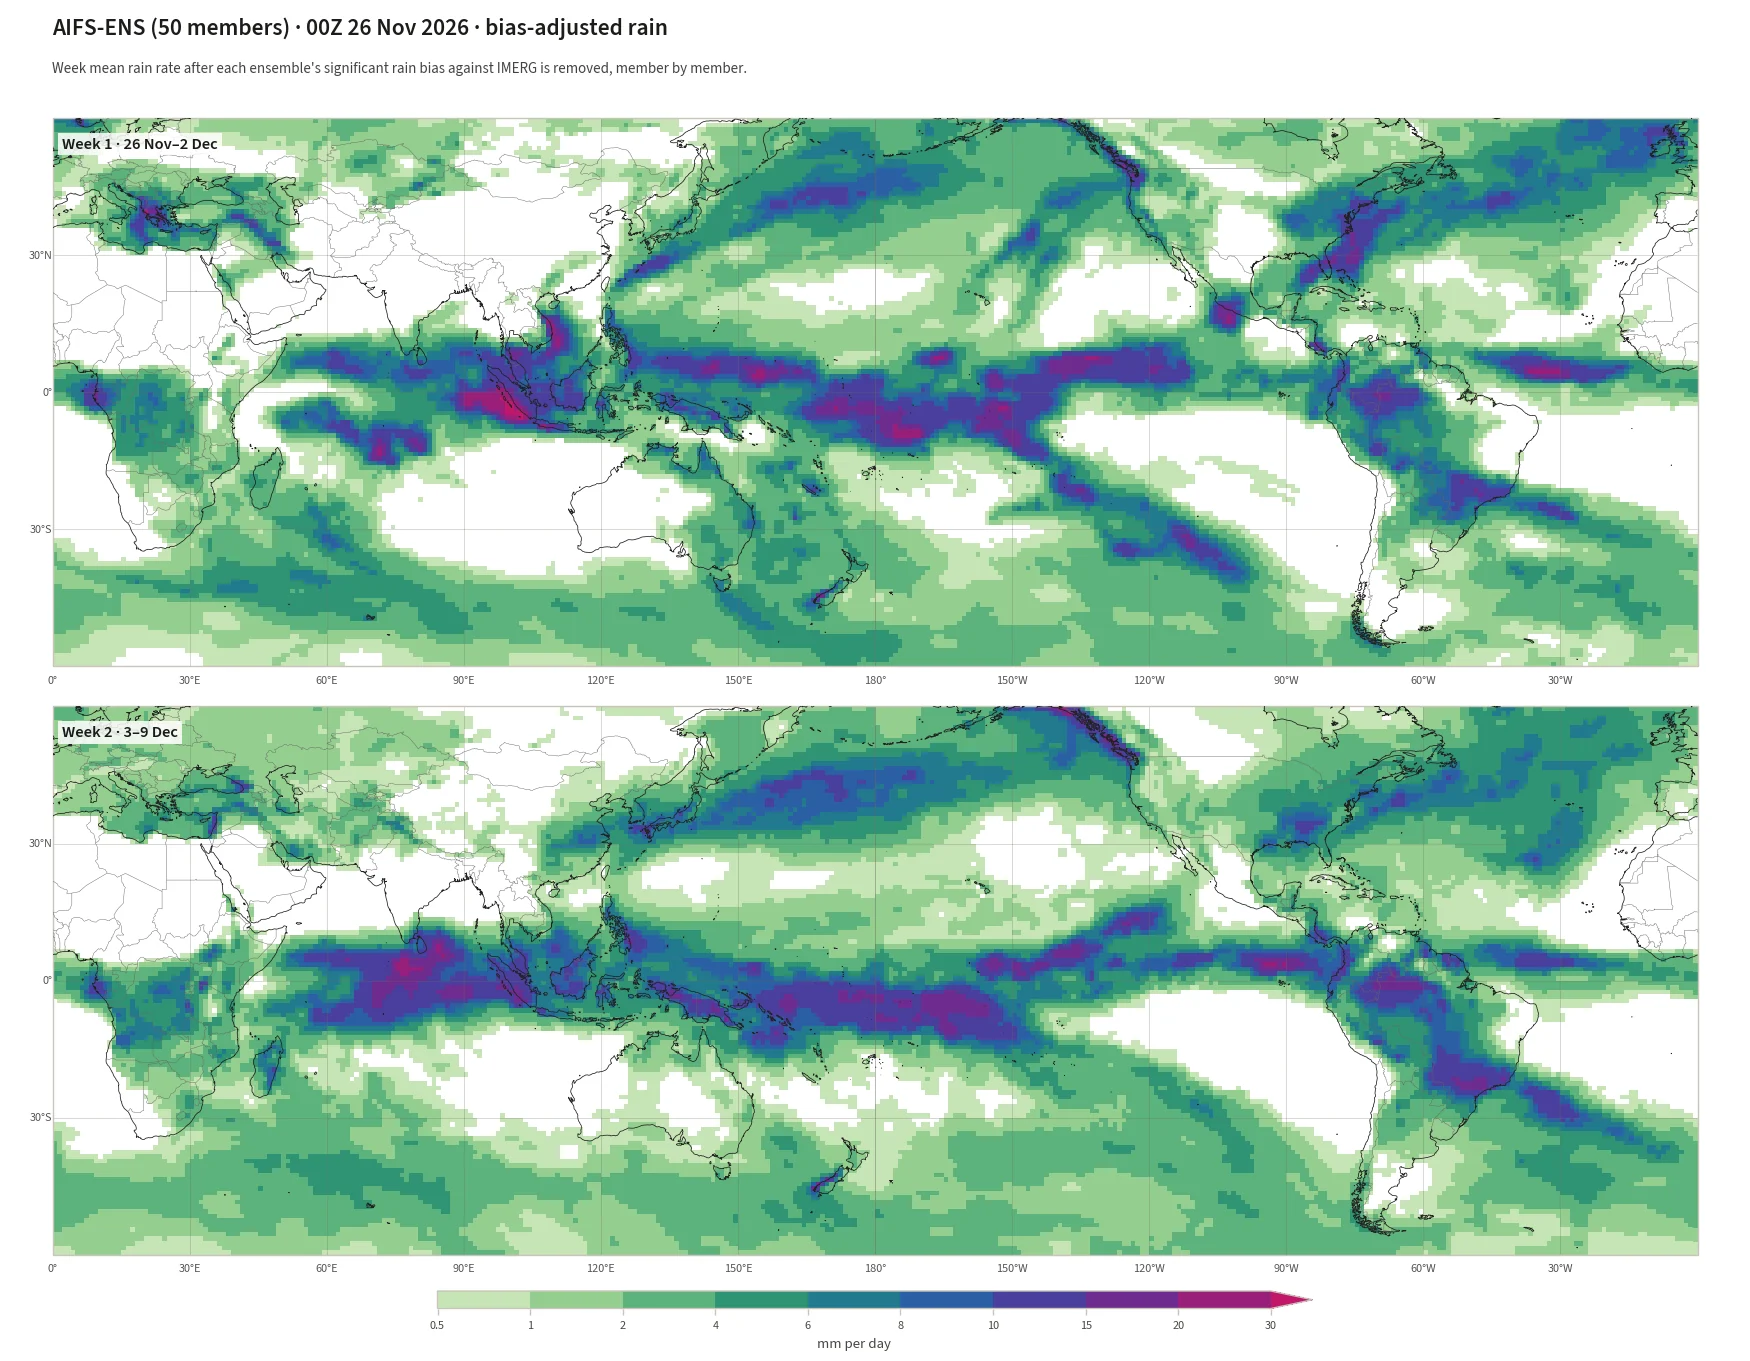 AIFS-ENS (50 members) · 00Z 26 Nov 2026 · bias-adjusted rain
Week mean rain rate after each ensemble's significant rain bias against IMERG is removed, member by member.
Week 1 · 26 Nov–2 Dec
30°N
0°
30°S
0° 30°E 60°E 90°E 120°E 150°E 180° 150°W 120°W 90°W 60°W 30°W
Week 2 · 3–9 Dec
30°N
0°
30°S
0° 30°E 60°E 90°E 120°E 150°E 180° 150°W 120°W 90°W 60°W 30°W
0.5 1 2 4 6 8 10 15 20 30
mm per day